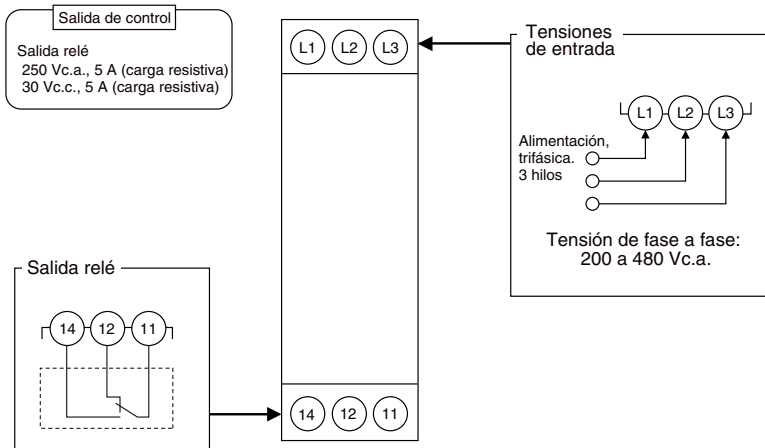 Salida de control
Salida relé
250 Vc.a., 5 A (carga resistiva)
30 Vc.c., 5 A (carga resistiva)
L1 L2 L3
Tensiones
de entrada
L1 L2 L3
Alimentación,
trifásica.
3 hilos
Tensión de fase a fase:
200 a 480 Vc.a.
Salida relé
14 12 11
14 12 11